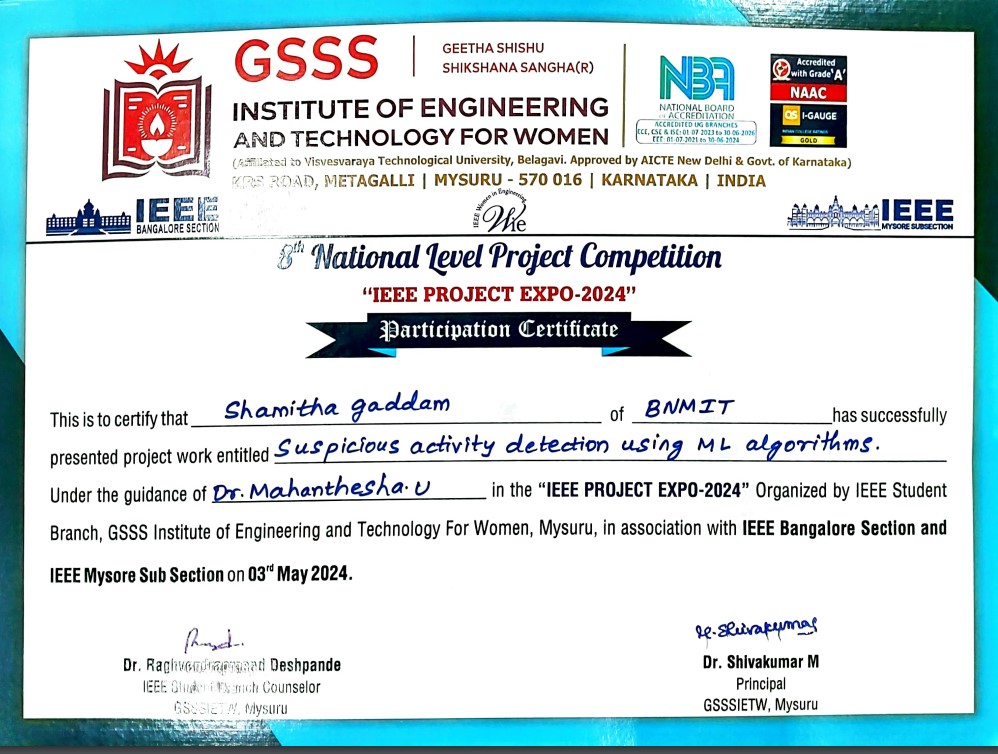 GSSS
GEETHA SHISHU
SHIKSHANA SANGHA(R)
INSTITUTE OF ENGINEERING
AND TECHNOLOGY FOR WOMEN
(Affiliated to Visvesvaraya Technological University, Belagavi. Approved by AICTE New Delhi & Govt. of Karnataka)
KRS ROAD, METAGALLI | MYSURU - 570 016 | KARNATAKA | INDIA
NBA
NATIONAL BOARD
of ACCREDITATION
ACCREDITED UG BRANCHES
ECE, CSE & ISE: 01-07-2023 to 30-06-2026
EEE: 01-07-2021 to 30-06-2024
Accredited
with Grade 'A'
NAAC
QS I-GAUGE
INDIAN COLLEGE RATINGS
GOLD
IEEE
BANGALORE SECTION
IEEE Women in Engineering
Wie
IEEE
MYSORE SUBSECTION
8th National Level Project Competition
“IEEE PROJECT EXPO-2024”
Participation Certificate
This is to certify that Shamitha gaddam of BNMIT has successfully
presented project work entitled Suspicious activity detection using ML algorithms.
Under the guidance of Dr. Mahanthesha. U in the “IEEE PROJECT EXPO-2024” Organized by IEEE Student
Branch, GSSS Institute of Engineering and Technology For Women, Mysuru, in association with IEEE Bangalore Section and
IEEE Mysore Sub Section on 03rd May 2024.
M. Shivakumar
Dr. Raghvendraprasad Deshpande
IEEE Student Branch Counselor
GSSSIETW, Mysuru
Dr. Shivakumar M
Principal
GSSSIETW, Mysuru